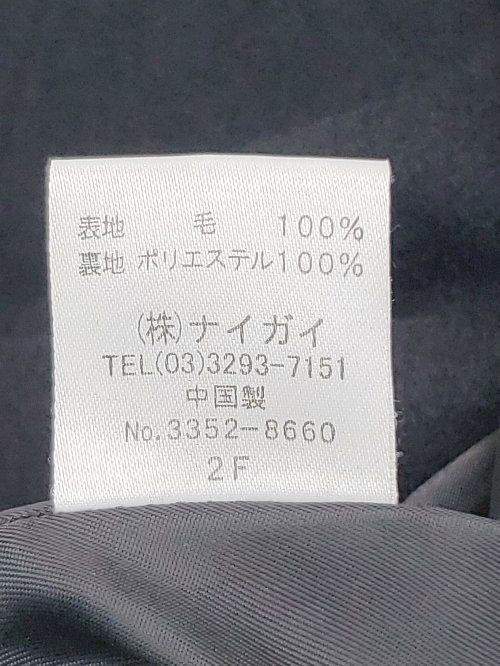 表地 毛 100%
裏地 ポリエステル100%
(株)ナイガイ
TEL(03)3293-7151
中国製
No.3352-8660
2F